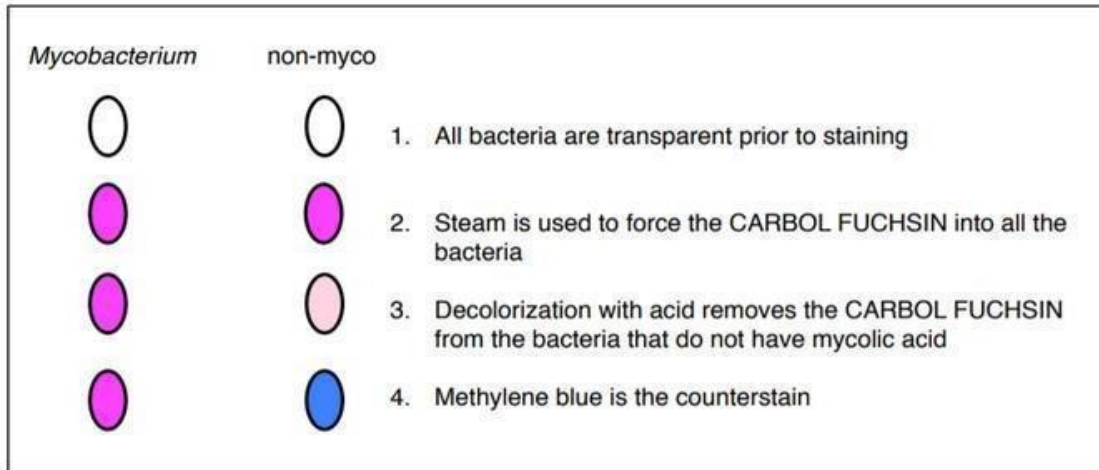 Mycobacterium non-myco
1. All bacteria are transparent prior to staining
2. Steam is used to force the CARBOL FUCHSIN into all the
bacteria
3. Decolorization with acid removes the CARBOL FUCHSIN
from the bacteria that do not have mycolic acid
4. Methylene blue is the counterstain